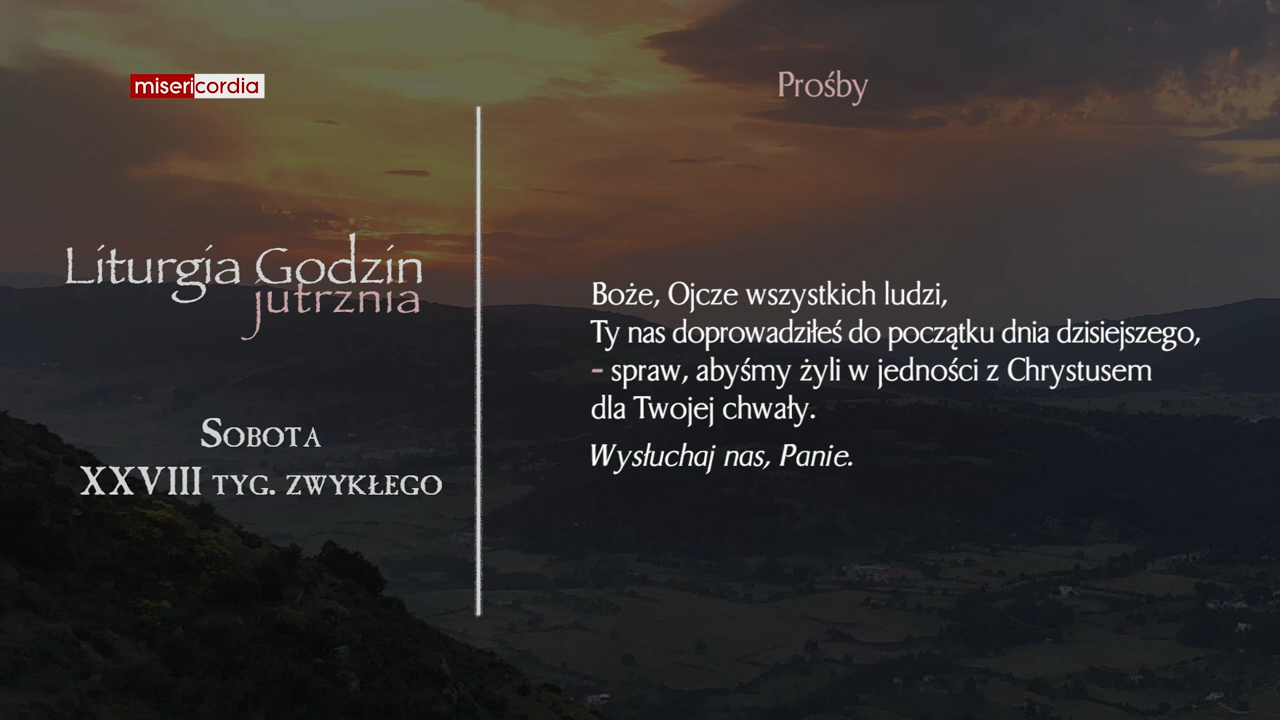 misericordia
Liturgia Godzin
jutrznia
Sobota
XXVIII tyg. zwykłego
Prośby
Boże, Ojcze wszystkich ludzi,
Ty nas doprowadziłeś do początku dnia dzisiejszego,
- spraw, abyśmy żyli w jedności z Chrystusem
dla Twojej chwały.
Wysłuchaj nas, Panie.